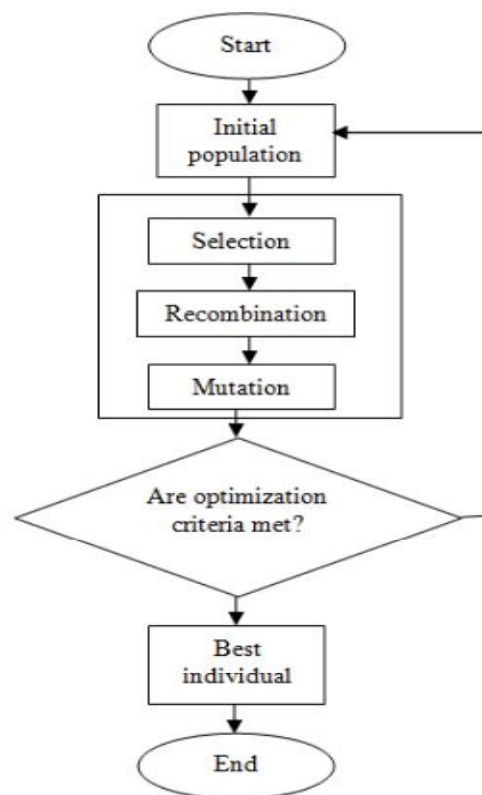 Start
Initial
population
Selection
Recombination
Mutation
Are optimization
criteria met?
Best
individual
End